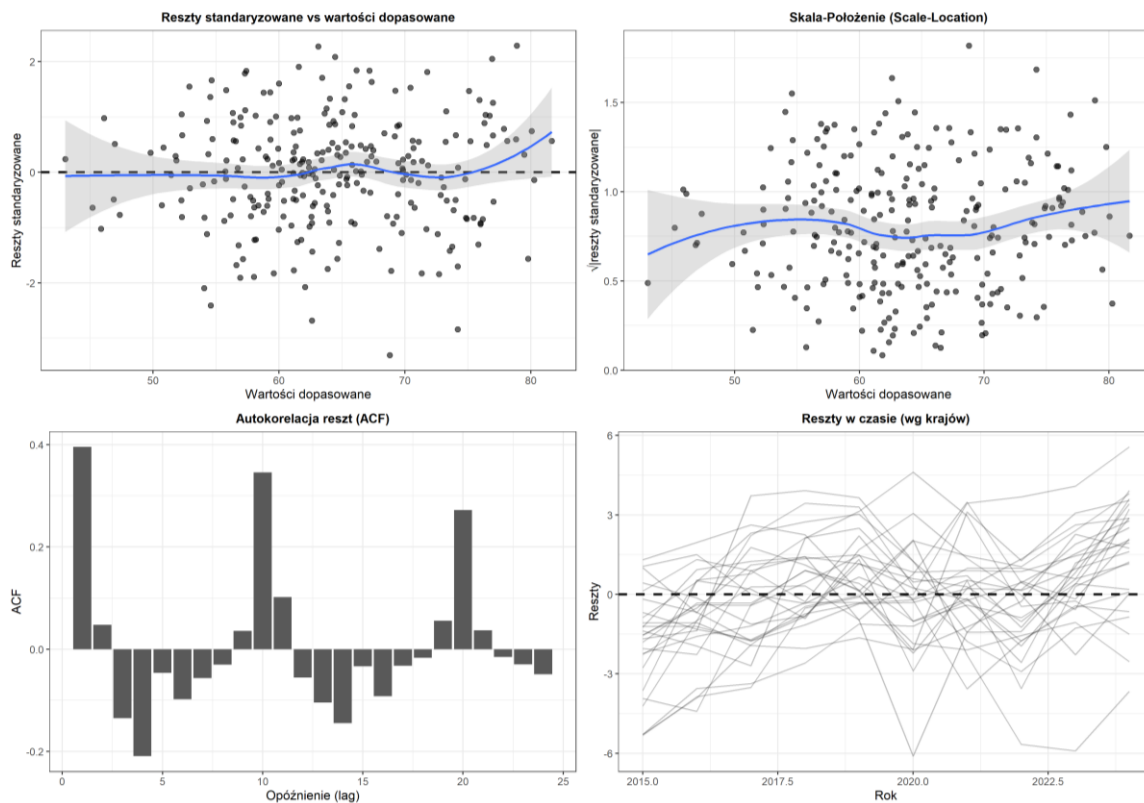 Reszty standaryzowane vs wartości dopasowane
Reszty standaryzowane
2
0
-2
50
60
70
80
Wartości dopasowane
Skala-Położenie (Scale-Location)
√|reszty standaryzowane|
1.5
1.0
0.5
0.0
50
60
70
80
Wartości dopasowane
Autokorelacja reszt (ACF)
ACF
0.4
0.2
0.0
-0.2
0
5
10
15
20
25
Opóźnienie (lag)
Reszty w czasie (wg krajów)
Reszty
6
3
0
-3
-6
2015.0
2017.5
2020.0
2022.5
Rok